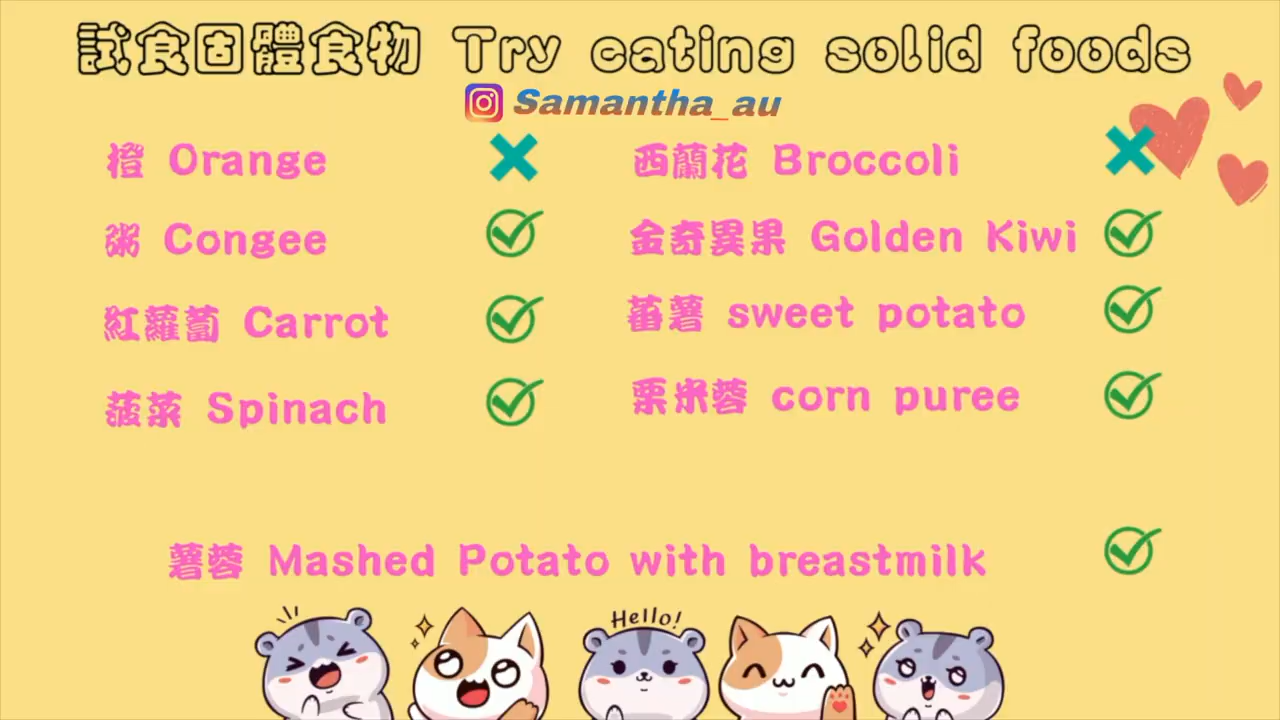 試食固體食物 Try eating solid foods
Samantha_au
橙 Orange
西蘭花 Broccoli
粥 Congee
金奇異果 Golden Kiwi
紅蘿蔔 Carrot
蕃薯 sweet potato
菠菜 Spinach
栗米蓉 corn puree
薯蓉 Mashed Potato with breastmilk
Hello!